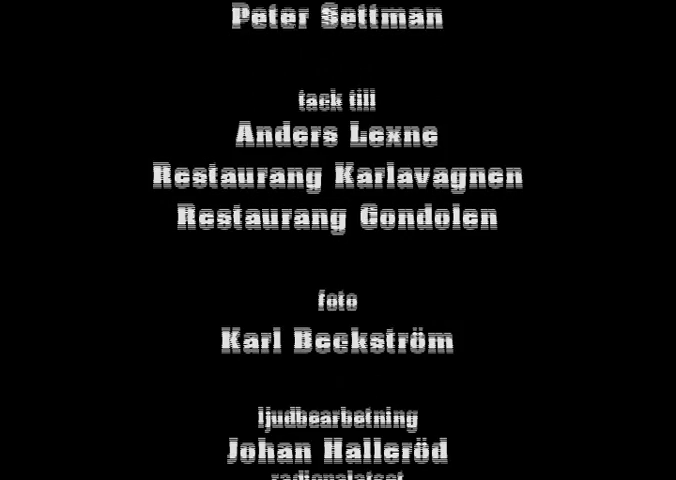 Peter Settman
tack till
Anders Lexne
Restaurang Karlavagnen
Restaurang Gondolen
foto
Karl Beckström
ljudbearbetning
Johan Halleröd